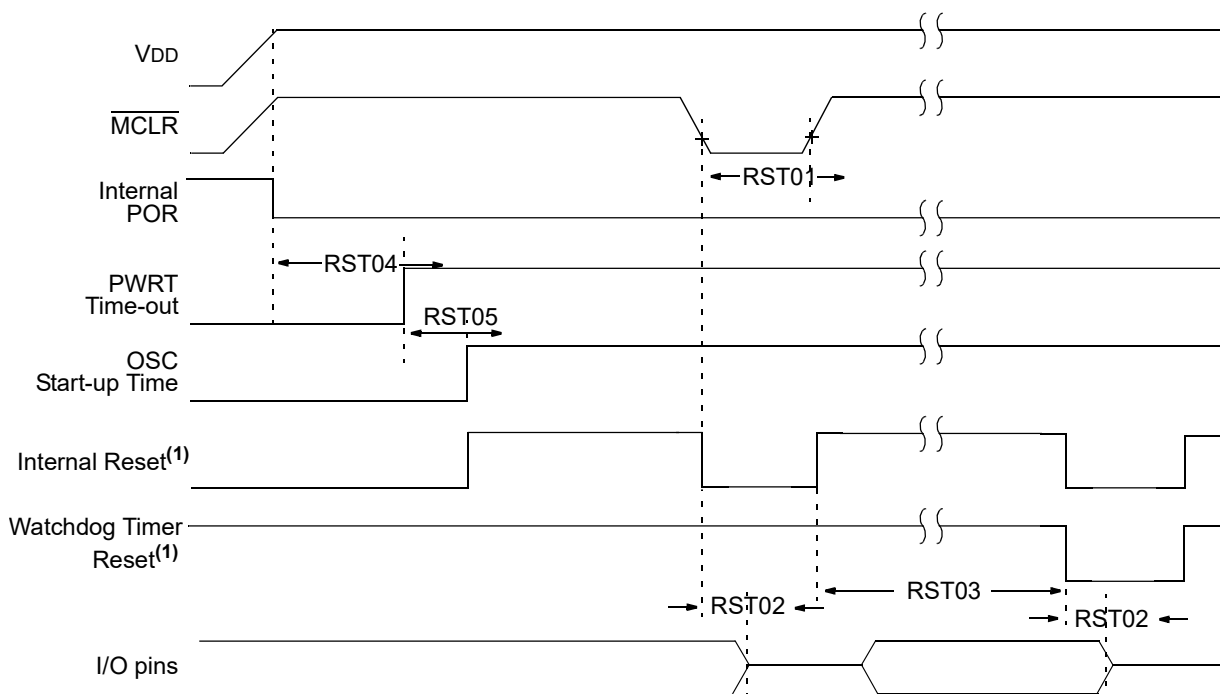 VDD
MCLR
RST01
Internal
POR
RST04
PWRT
Time-out
RST05
OSC
Start-up Time
Internal Reset(1)
Watchdog Timer
Reset(1)
RST02
RST03
RST02
I/O pins